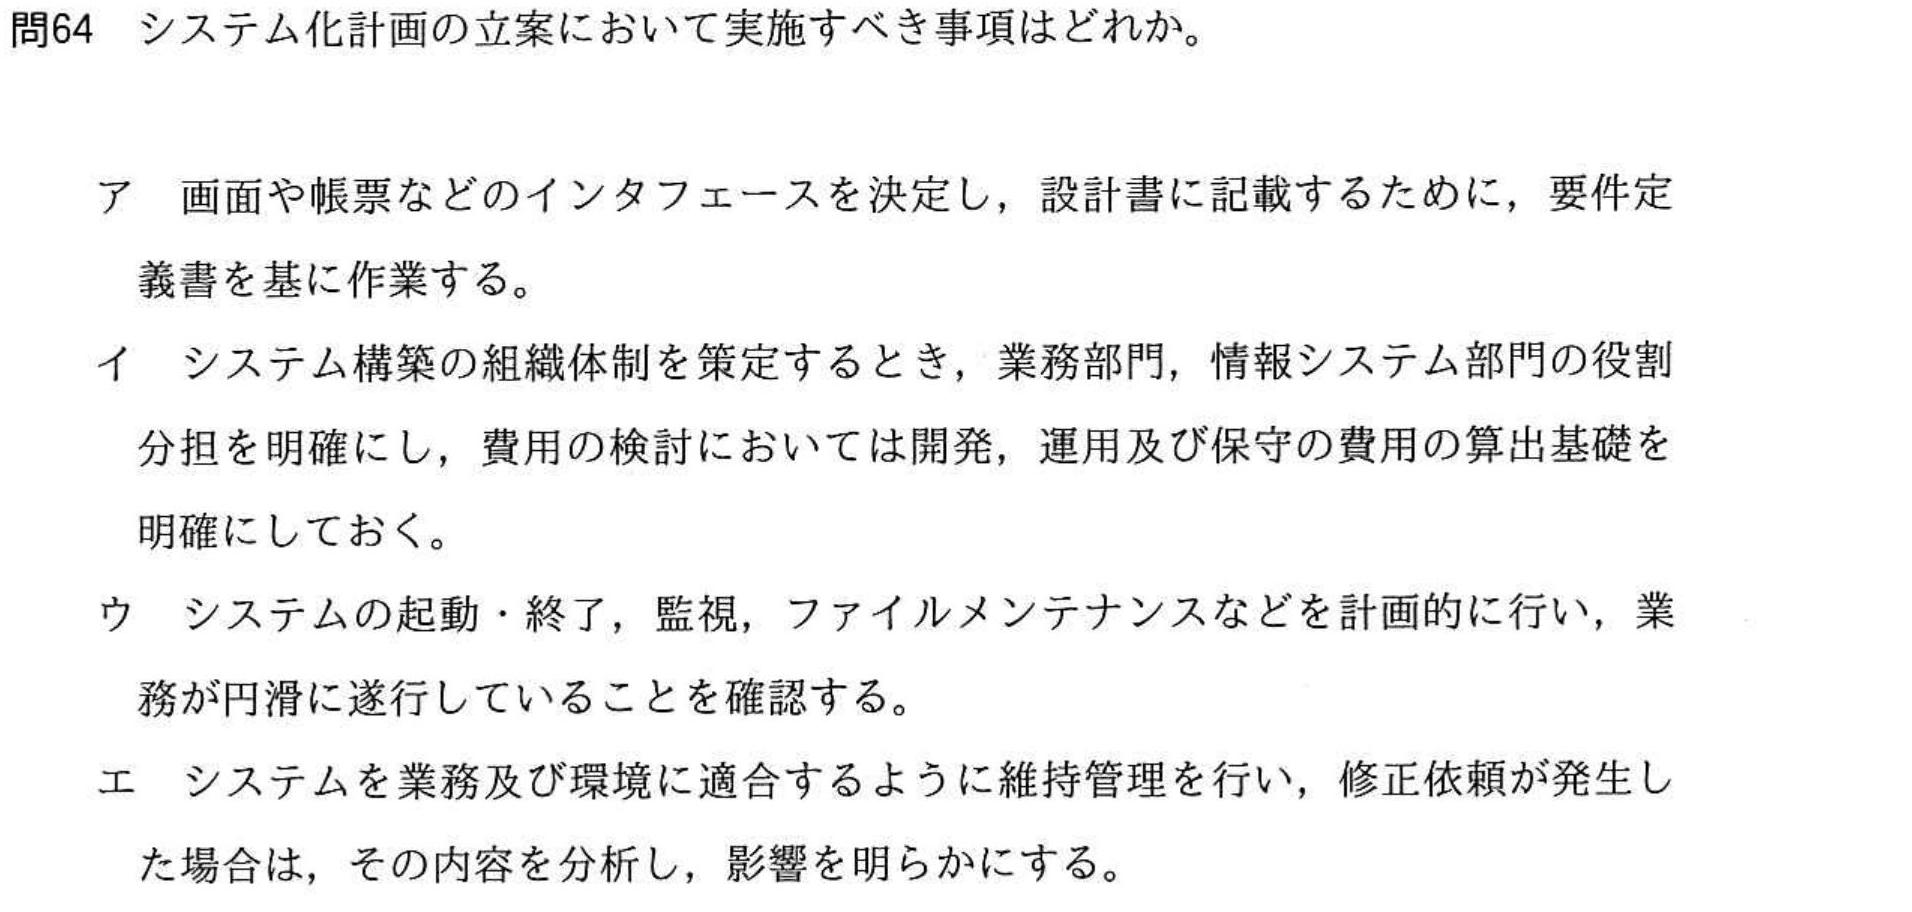 問64 システム化計画の立案において実施すべき事項はどれか。
ア 画面や帳票などのインタフェースを決定し，設計書に記載するために，要件定
義書を基に作業する。
イ システム構築の組織体制を策定するとき，業務部門，情報システム部門の役割
分担を明確にし，費用の検討においては開発，運用及び保守の費用の算出基礎を
明確にしておく。
ウ システムの起動・終了，監視，ファイルメンテナンスなどを計画的に行い，業
務が円滑に遂行していることを確認する。
エ システムを業務及び環境に適合するように維持管理を行い，修正依頼が発生し
た場合は，その内容を分析し，影響を明らかにする。